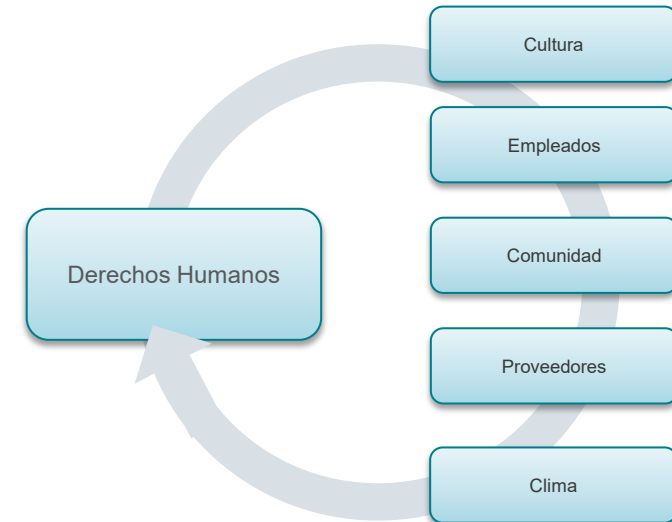 Cultura
Empleados
Derechos Humanos
Comunidad
Proveedores
Clima